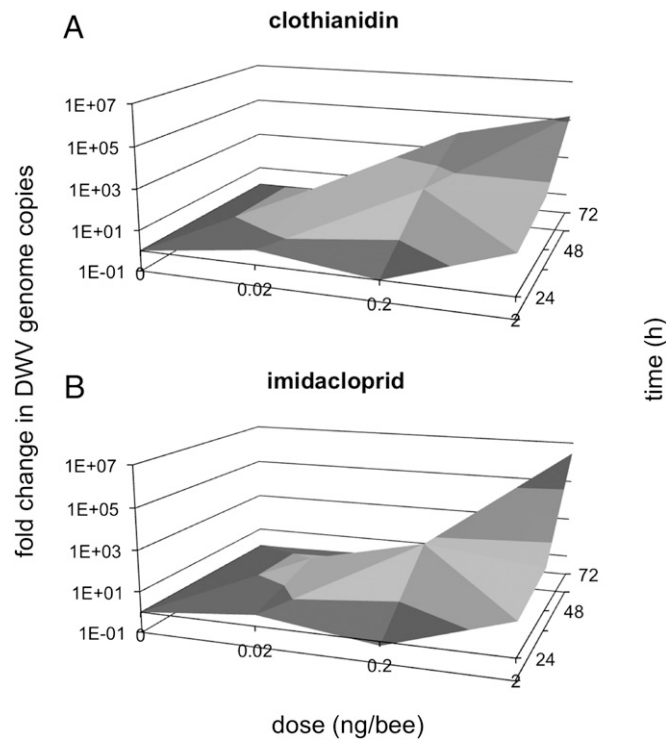 A
clothianidin
1E+07
1E+05
1E+03
1E+01
1E-01
0
0.02
0.2
2
24
48
72
fold change in DWV genome copies
time (h)
B
imidacloprid
1E+07
1E+05
1E+03
1E+01
1E-01
0
0.02
0.2
2
24
48
72
dose (ng/bee)